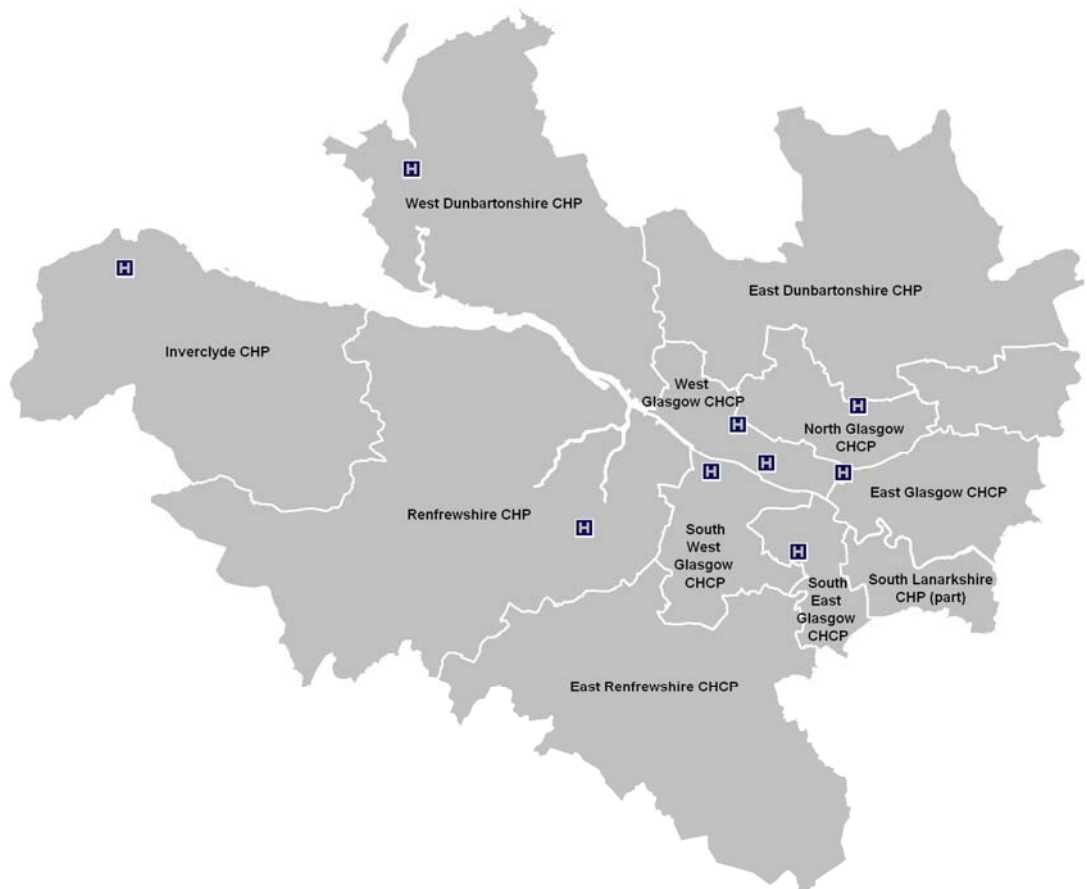 H
West Dunbartonshire CHP
H
East Dunbartonshire CHP
Inverclyde CHP
West
Glasgow CHCP
H
H
North Glasgow
CHCP
H
H
H
East Glasgow CHCP
Renfrewshire CHP
H
South
West
Glasgow
CHCP
H
South
East
Glasgow
CHCP
South Lanarkshire
CHP (part)
East Renfrewshire CHCP